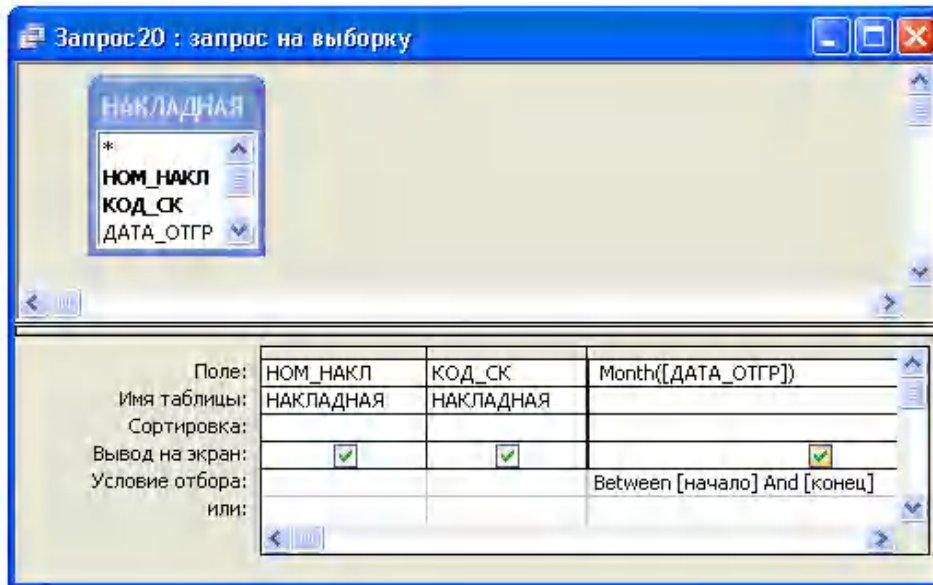 Запрос20 : запрос на выборку
НАКЛАДНАЯ
*
НОМ_НАКЛ
КОД_СК
ДАТА_ОТГР
Поле: НОМ_НАКЛ КОД_СК Month([ДАТА_ОТГР])
Имя таблицы: НАКЛАДНАЯ НАКЛАДНАЯ
Сортировка:
Вывод на экран:
Условие отбора: Between [начало] And [конец]
или: